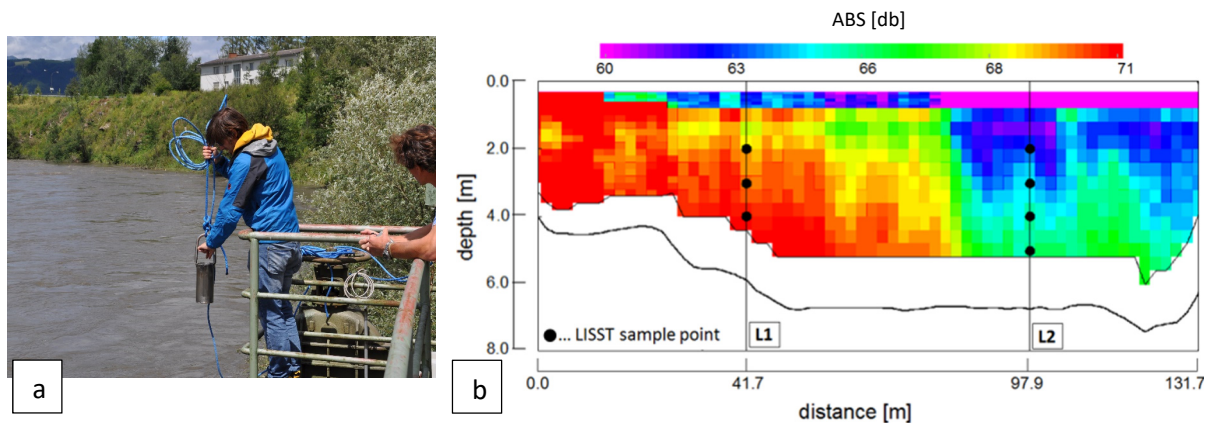 ABS [db]
60 63 66 68 71
0.0
2.0
4.0
6.0
8.0
depth [m]
● ... LISST sample point
L1
L2
0.0 41.7 97.9 131.7
distance [m]
a
b